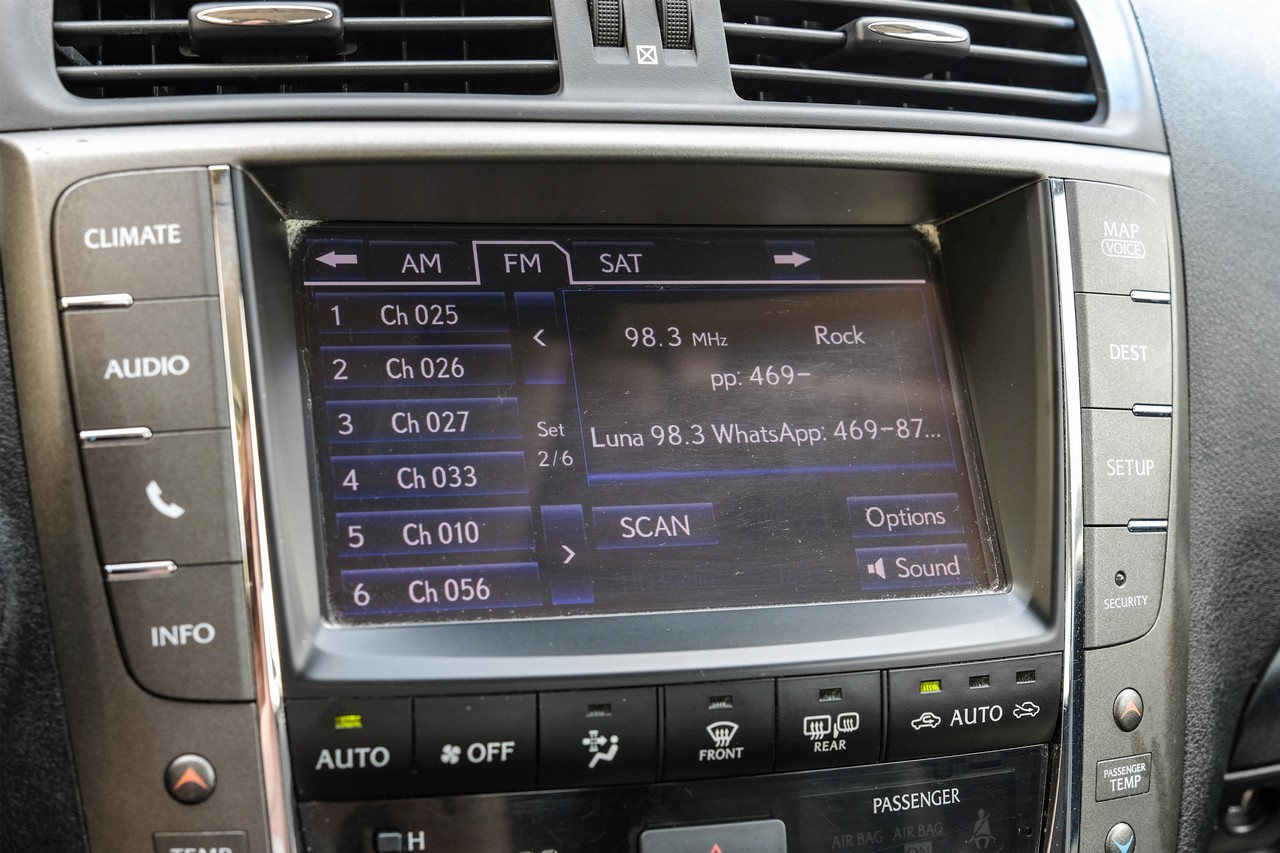 CLIMATE
AUDIO
INFO
AM FM SAT
1 Ch 025
2 Ch 026
3 Ch 027
4 Ch 033
5 Ch 010
6 Ch 056
<
Set
2/6
>
98.3 MHz Rock
pp: 469-
Luna 98.3 WhatsApp: 469-87...
SCAN
Options
Sound
MAP
VOICE
DEST
SETUP
SECURITY
AUTO
OFF
FRONT
REAR
AUTO
PASSENGER
TEMP
PASSENGER
AIR BAG AIR BAG
ON
TEMP
H